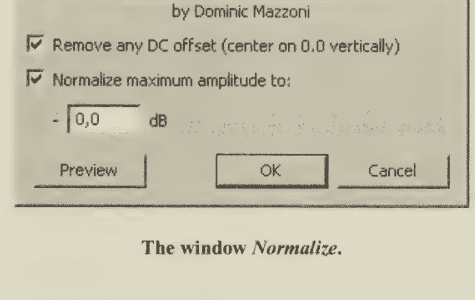 by Dominic Mazzoni
Remove any DC offset (center on 0.0 vertically)
Normalize maximum amplitude to:
- 0,0 dB
Preview OK Cancel
The window Normalize.